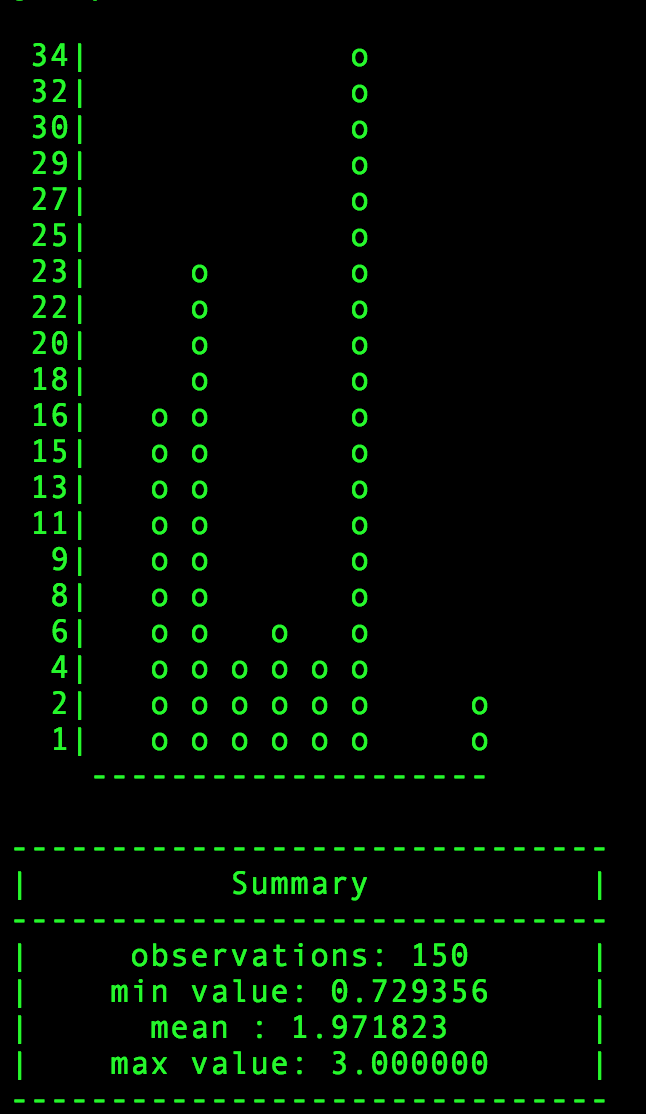 34|                           o
32|                           o
30|                           o
29|                           o
27|                           o
25|                           o
23|           o               o
22|           o               o
20|           o               o
18|           o               o
16|       o o               o
15|       o o               o
13|       o o               o
11|       o o               o
 9|       o o               o
 8|       o o               o
 6|       o o   o       o
 4|       o o o o o o
 2|       o o o o o o           o
 1|       o o o o o o           o
    --------------------
------------------------------
|          Summary           |
------------------------------
|     observations: 150      |
|    min value: 0.729356     |
|      mean : 1.971823       |
|    max value: 3.000000     |
------------------------------